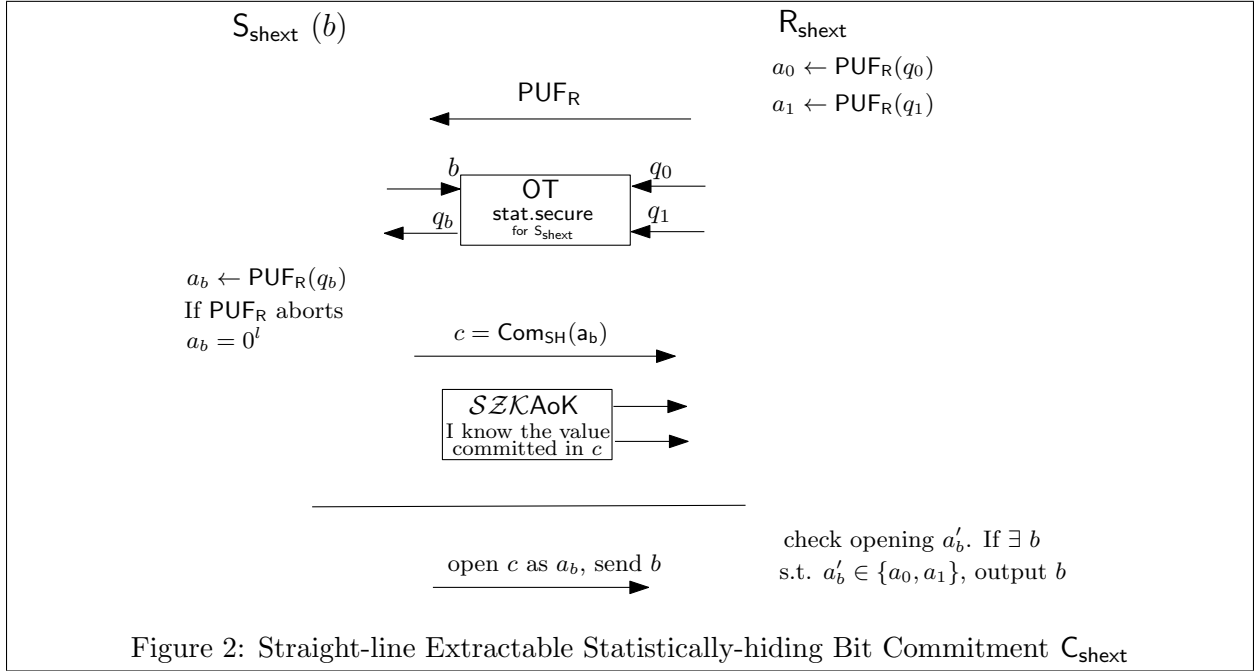 S_shext (b)
R_shext
a_0 ← PUF_R(q_0)
a_1 ← PUF_R(q_1)
PUF_R
b
OT
q_0
stat.secure
q_b
q_1
for S_shext
a_b ← PUF_R(q_b)
If PUF_R aborts
a_b = 0^l
c = Com_SH(a_b)
SZKAoK
I know the value
committed in c
check opening a′_b. If ∃ b
s.t. a′_b ∈ {a_0, a_1}, output b
open c as a_b, send b
Figure 2: Straight-line Extractable Statistically-hiding Bit Commitment C_shext